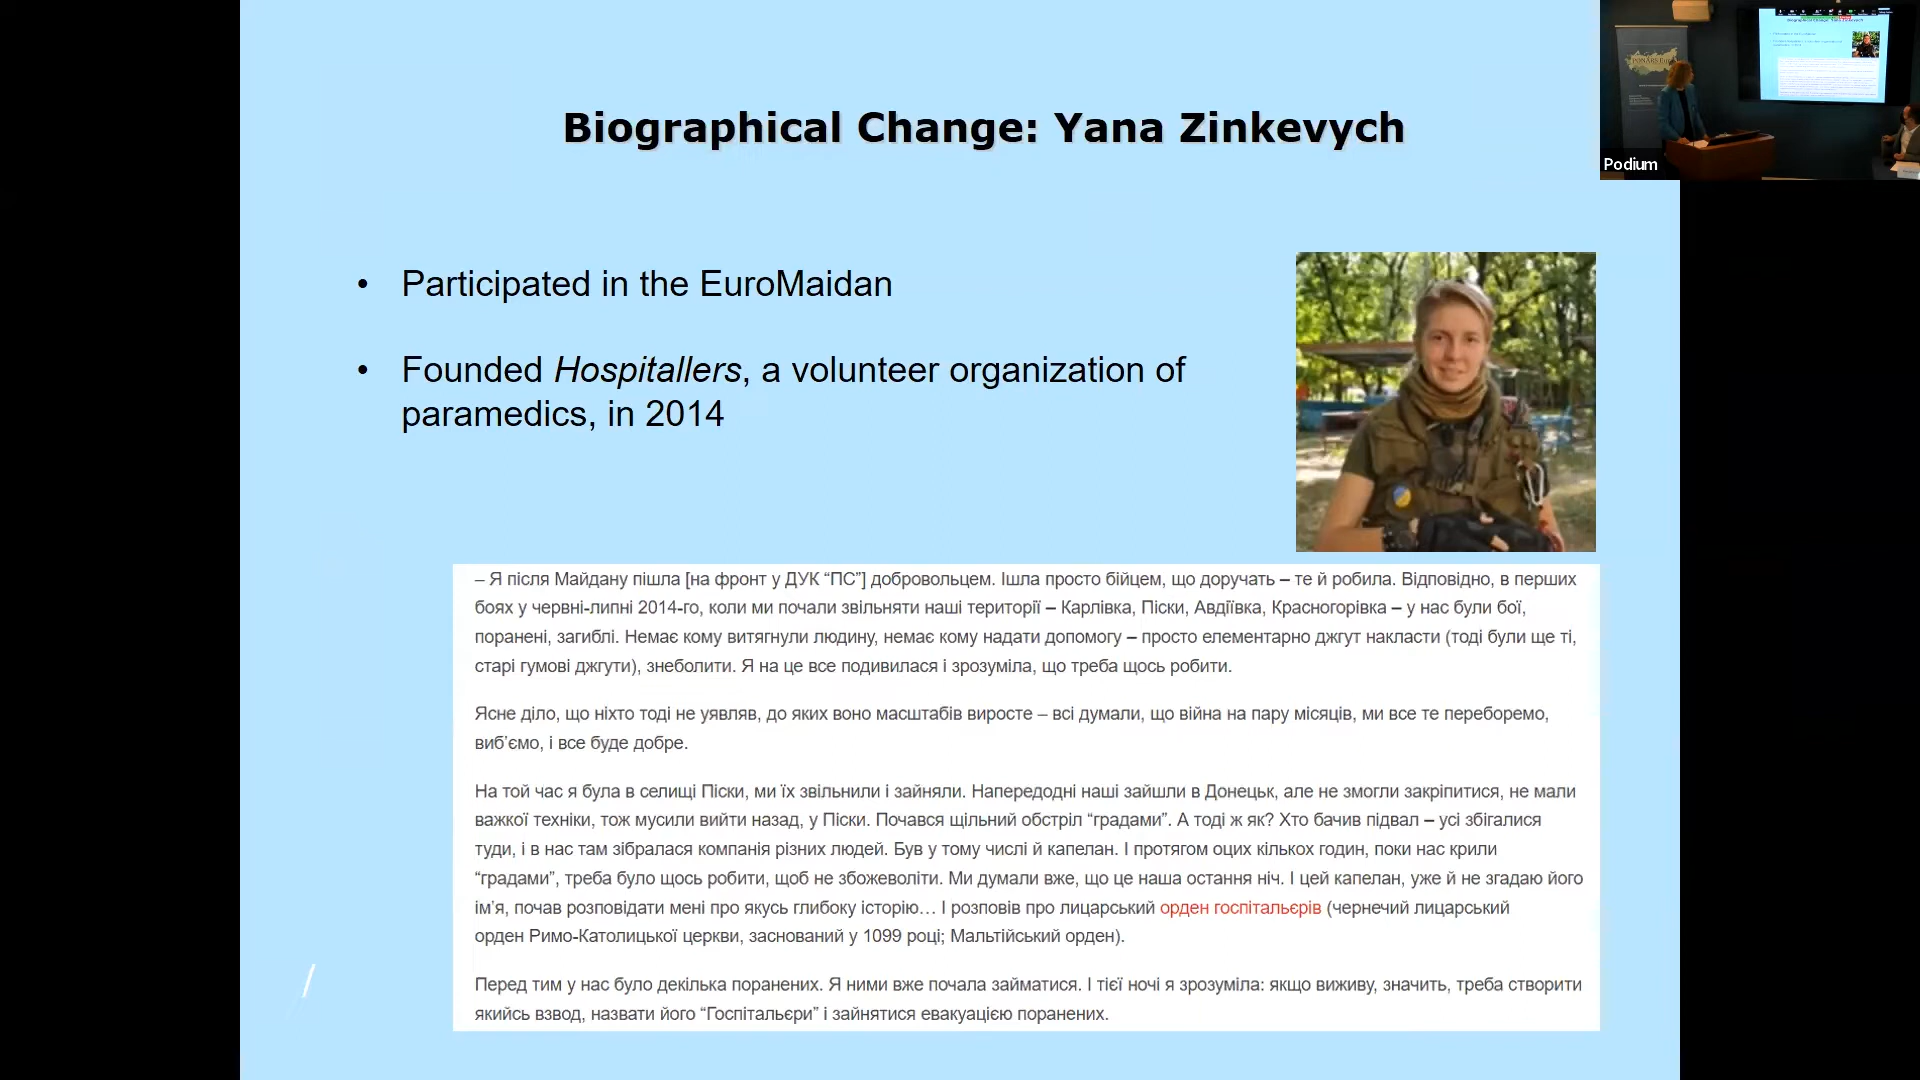 Biographical Change: Yana Zinkevych
• Participated in the EuroMaidan
• Founded Hospitallers, a volunteer organization of
paramedics, in 2014
– Я після Майдану пішла [на фронт у ДУК “ПС”] добровольцем. Ішла просто бійцем, що доручать – те й робила. Відповідно, в перших
боях у червні-липні 2014-го, коли ми почали звільняти наші території – Карлівка, Піски, Авдіївка, Красногорівка – у нас були бої,
поранені, загиблі. Немає кому витягнули людину, немає кому надати допомогу – просто елементарно джгут накласти (тоді були ще ті,
старі гумові джгути), знеболити. Я на це все подивилася і зрозуміла, що треба щось робити.
Ясне діло, що ніхто тоді не уявляв, до яких воно масштабів виросте – всі думали, що війна на пару місяців, ми все те переборемо,
виб’ємо, і все буде добре.
На той час я була в селищі Піски, ми їх звільнили і зайняли. Напередодні наші зайшли в Донецьк, але не змогли закріпитися, не мали
важкої техніки, тож мусили вийти назад, у Піски. Почався щільний обстріл “градами”. А тоді ж як? Хто бачив підвал – усі збігалися
туди, і в нас там зібралася компанія різних людей. Був у тому числі й капелан. І протягом оцих кількох годин, поки нас крили
“градами”, треба було щось робити, щоб не збожеволіти. Ми думали вже, що це наша остання ніч. І цей капелан, уже й не згадаю його
ім’я, почав розповідати мені про якусь глибоку історію… І розповів про лицарський орден госпітальєрів (чернечий лицарський
орден Римо-Католицької церкви, заснований у 1099 році; Мальтійський орден).
Перед тим у нас було декілька поранених. Я ними вже почала займатися. І тієї ночі я зрозуміла: якщо виживу, значить, треба створити
якийсь взвод, назвати його “Госпітальєри” і зайнятися евакуацією поранених.
Podium